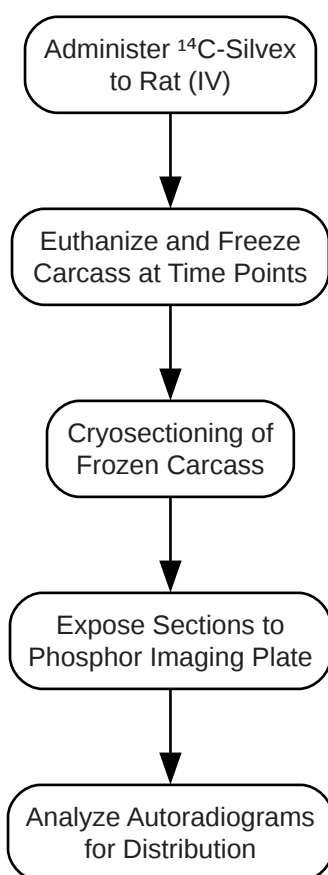 Administer ¹⁴C-Silvex
to Rat (IV)
Euthanize and Freeze
Carcass at Time Points
Cryosectioning of
Frozen Carcass
Expose Sections to
Phosphor Imaging Plate
Analyze Autoradiograms
for Distribution